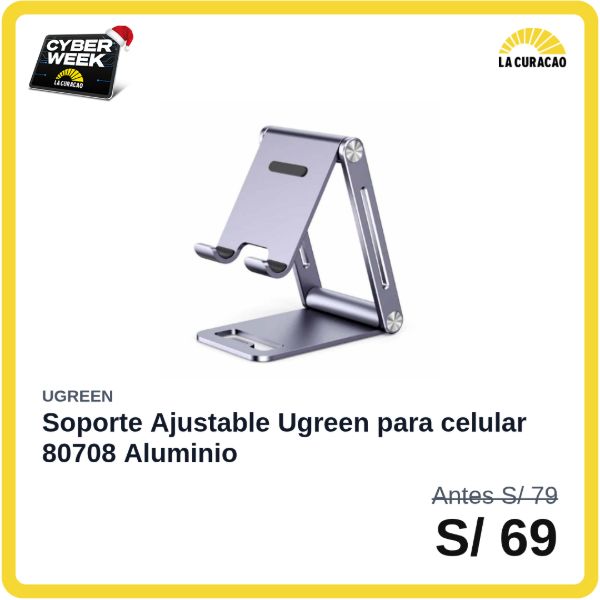 CYBER
WEEK
LA CURACAO
LA CURACAO
UGREEN
Soporte Ajustable Ugreen para celular
80708 Aluminio
Antes S/ 79
S/ 69